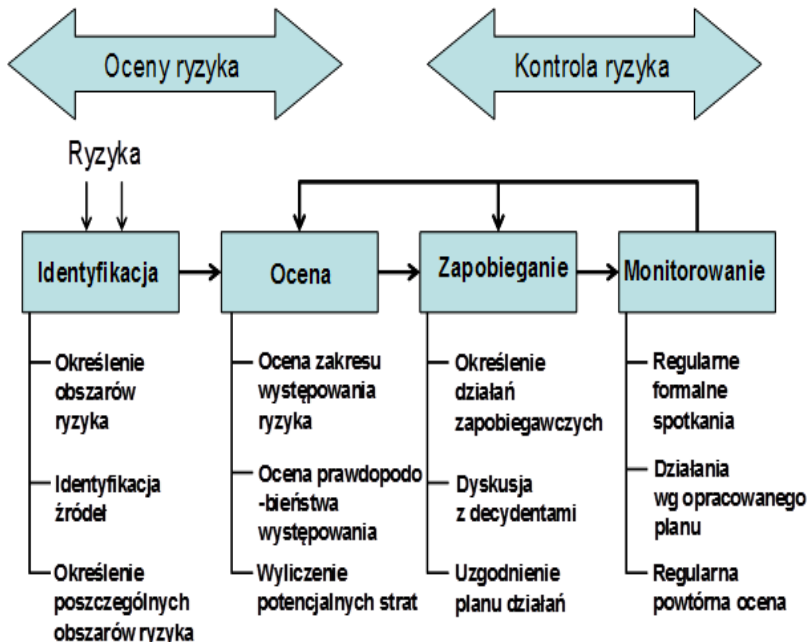 Oceny ryzyka
Kontrola ryzyka
Ryzyka
Identyfikacja
Ocena
Zapobieganie
Monitorowanie
Określenie
obszarów
ryzyka
Identyfikacja
źródeł
Określenie
poszczególnych
obszarów ryzyka
Ocena zakresu
występowania
ryzyka
Ocena prawdopodo
-bieństwa
występowania
Wyliczenie
potencjalnych strat
Określenie
działań
zapobiegawczych
Dyskusja
z decydentami
Uzgodnienie
planu działań
Regularne
formalne
spotkania
Działania
wg opracowanego
planu
Regularna
powtórna ocena